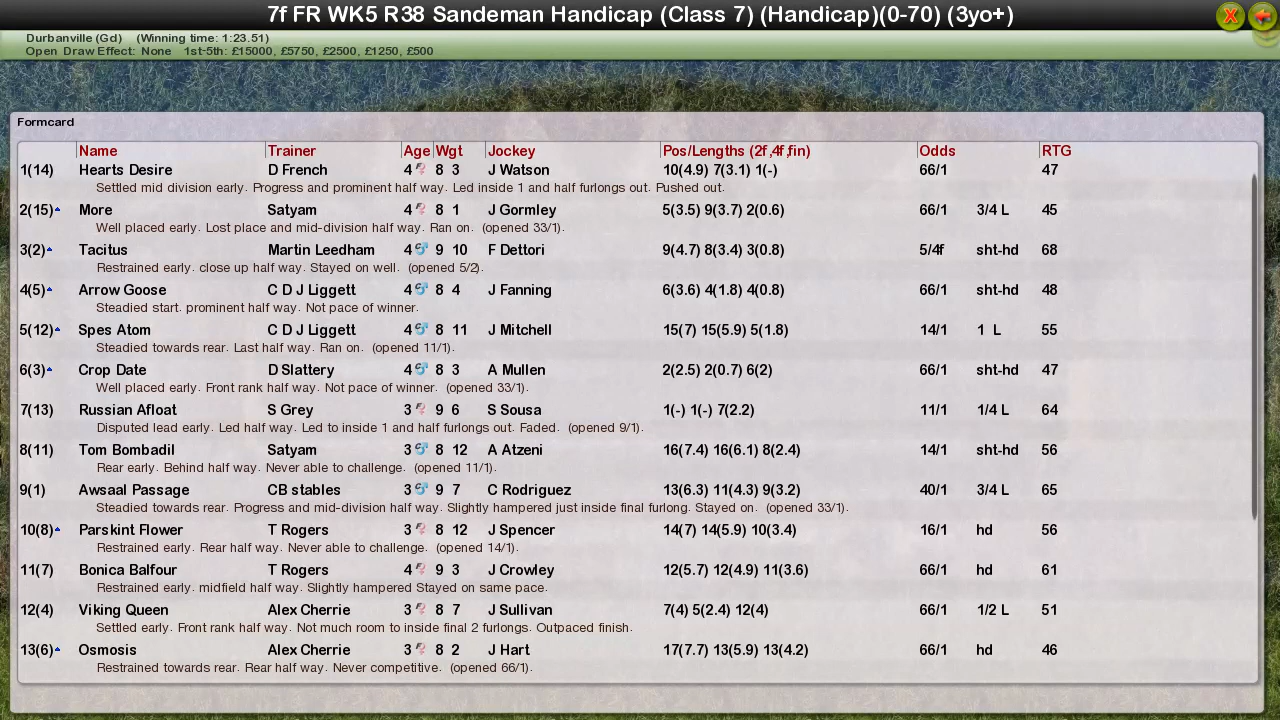 7f FR WK5 R38 Sandeman Handicap (Class 7) (Handicap)(0-70) (3yo+)
Durbanville (Gd) (Winning time: 1:23.51)
Open Draw Effect: None 1st-5th: £15000, £5750, £2500, £1250, £500
Formcard
Name Trainer Age Wgt Jockey Pos/Lengths (2f,4f,fin) Odds RTG
1(14) Hearts Desire D French 4 8 3 J Watson 10(4.9) 7(3.1) 1(-) 66/1 47
Settled mid division early. Progress and prominent half way. Led inside 1 and half furlongs out. Pushed out.
2(15) More Satyam 4 8 1 J Gormley 5(3.5) 9(3.7) 2(0.6) 66/1 3/4 L 45
Well placed early. Lost place and mid-division half way. Ran on. (opened 33/1).
3(2) Tacitus Martin Leedham 4 9 10 F Dettori 9(4.7) 8(3.4) 3(0.8) 5/4f sht-hd 68
Restrained early. close up half way. Stayed on well. (opened 5/2).
4(5) Arrow Goose C D J Liggett 4 8 4 J Fanning 6(3.6) 4(1.8) 4(0.8) 66/1 sht-hd 48
Steadied start. prominent half way. Not pace of winner.
5(12) Spes Atom C D J Liggett 4 8 11 J Mitchell 15(7) 15(5.9) 5(1.8) 14/1 1 L 55
Steadied towards rear. Last half way. Ran on. (opened 11/1).
6(3) Crop Date D Slattery 4 8 3 A Mullen 2(2.5) 2(0.7) 6(2) 66/1 sht-hd 47
Well placed early. Front rank half way. Not pace of winner. (opened 33/1).
7(13) Russian Afloat S Grey 3 9 6 S Sousa 1(-) 1(-) 7(2.2) 11/1 1/4 L 64
Disputed lead early. Led half way. Led to inside 1 and half furlongs out. Faded. (opened 9/1).
8(11) Tom Bombadil Satyam 3 8 12 A Atzeni 16(7.4) 16(6.1) 8(2.4) 14/1 sht-hd 56
Rear early. Behind half way. Never able to challenge. (opened 11/1).
9(1) Awsaal Passage CB stables 3 9 7 C Rodriguez 13(6.3) 11(4.3) 9(3.2) 40/1 3/4 L 65
Steadied towards rear. Progress and mid-division half way. Slightly hampered just inside final furlong. Stayed on. (opened 33/1).
10(8) Parskint Flower T Rogers 3 8 12 J Spencer 14(7) 14(5.9) 10(3.4) 16/1 hd 56
Restrained early. Rear half way. Never able to challenge. (opened 14/1).
11(7) Bonica Balfour T Rogers 4 9 3 J Crowley 12(5.7) 12(4.9) 11(3.6) 66/1 hd 61
Restrained early. midfield half way. Slightly hampered Stayed on same pace.
12(4) Viking Queen Alex Cherrie 3 8 7 J Sullivan 7(4) 5(2.4) 12(4) 66/1 1/2 L 51
Settled early. Front rank half way. Not much room to inside final 2 furlongs. Outpaced finish.
13(6) Osmosis Alex Cherrie 3 8 2 J Hart 17(7.7) 13(5.9) 13(4.2) 66/1 hd 46
Restrained towards rear. Rear half way. Never competitive. (opened 66/1).